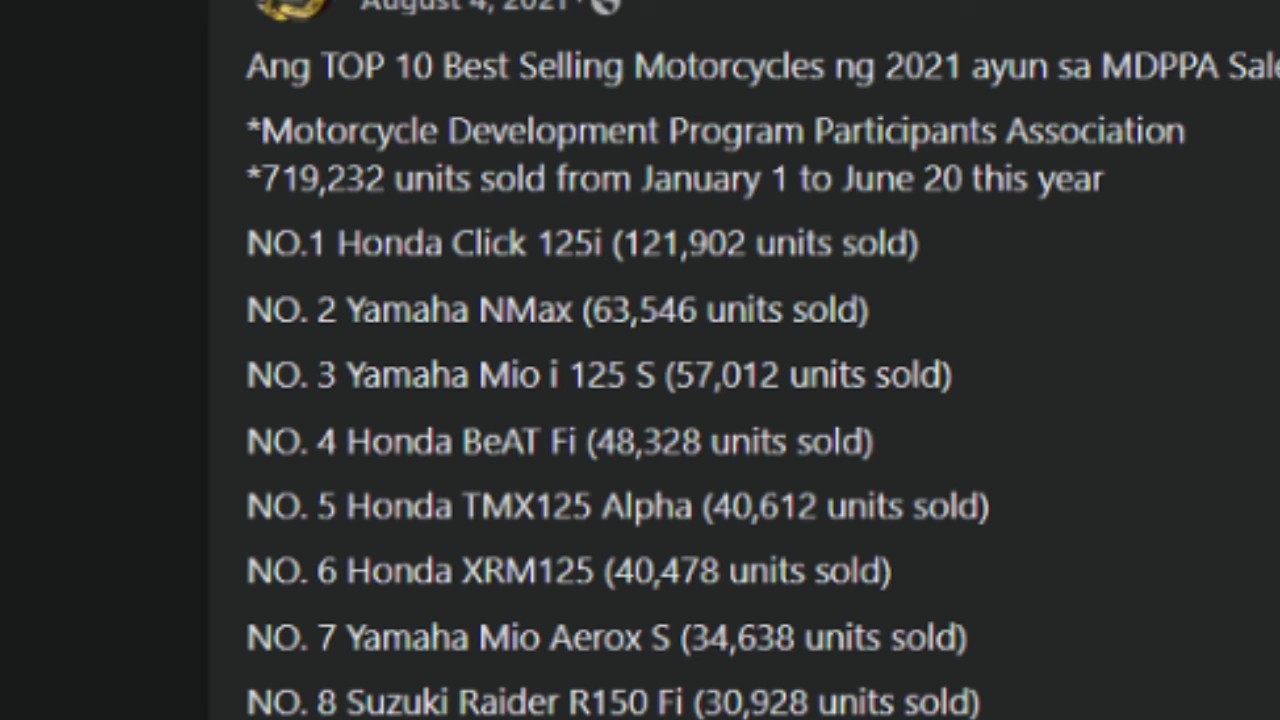 August 4, 2021 ·
Ang TOP 10 Best Selling Motorcycles ng 2021 ayun sa MDPPA
*Motorcycle Development Program Participants Association
*719,232 units sold from January 1 to June 20 this year
NO.1 Honda Click 125i (121,902 units sold)
NO. 2 Yamaha NMax (63,546 units sold)
NO. 3 Yamaha Mio i 125 S (57,012 units sold)
NO. 4 Honda BeAT Fi (48,328 units sold)
NO. 5 Honda TMX125 Alpha (40,612 units sold)
NO. 6 Honda XRM125 (40,478 units sold)
NO. 7 Yamaha Mio Aerox S (34,638 units sold)
NO. 8 Suzuki Raider R150 Fi (30,928 units sold)